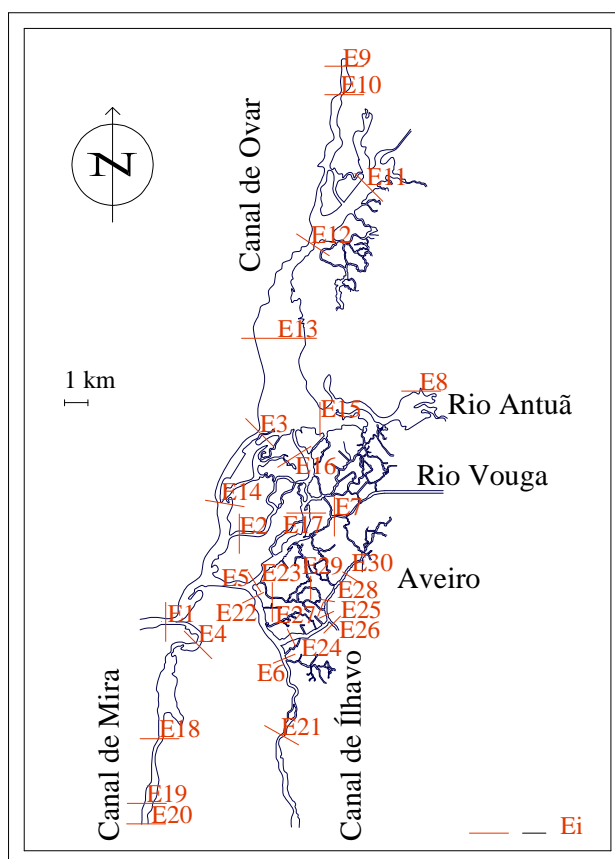 E9
E10
Canal de Ovar
N
E11
E12
E13
1 km
E8
E15
Rio Antuã
E3
E16
Rio Vouga
E14
E7
E2
E17
E30
E23
E29
Aveiro
E5
E28
E22
E27
E25
E1
E26
E4
E24
E6
Canal de Mira
Canal de Ílhavo
E18
E21
E19
E20
Ei